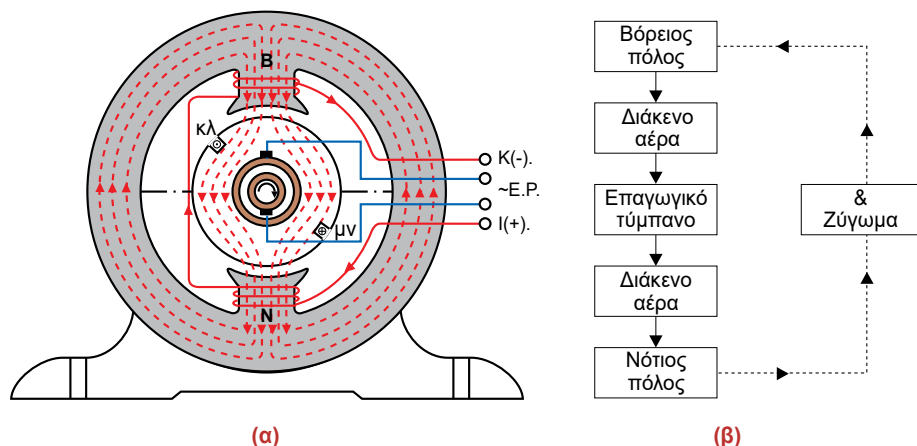 B
κλ
μν
N
K(-).
~Ε.Ρ.
I(+).
(α)
Βόρειος
πόλος
Διάκενο
αέρα
Επαγωγικό
τύμπανο
Διάκενο
αέρα
Νότιος
πόλος
&
Ζύγωμα
(β)